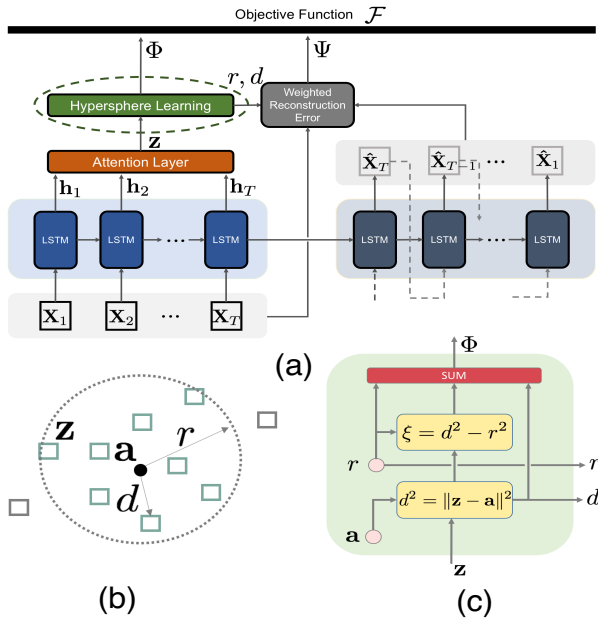 Objective Function ℱ
Φ
Ψ
r, d
Hypersphere Learning
Weighted
Reconstruction
Error
z
Attention Layer
h₁ h₂ h_T
X̂_T X̂_{T−1} ... X̂₁
LSTM LSTM ... LSTM LSTM LSTM ... LSTM
X₁ X₂ ... X_T
(a)
Φ
SUM
z a r
d
ξ = d² − r²
r r
d² = ‖z − a‖² d
a
z
(b) (c)